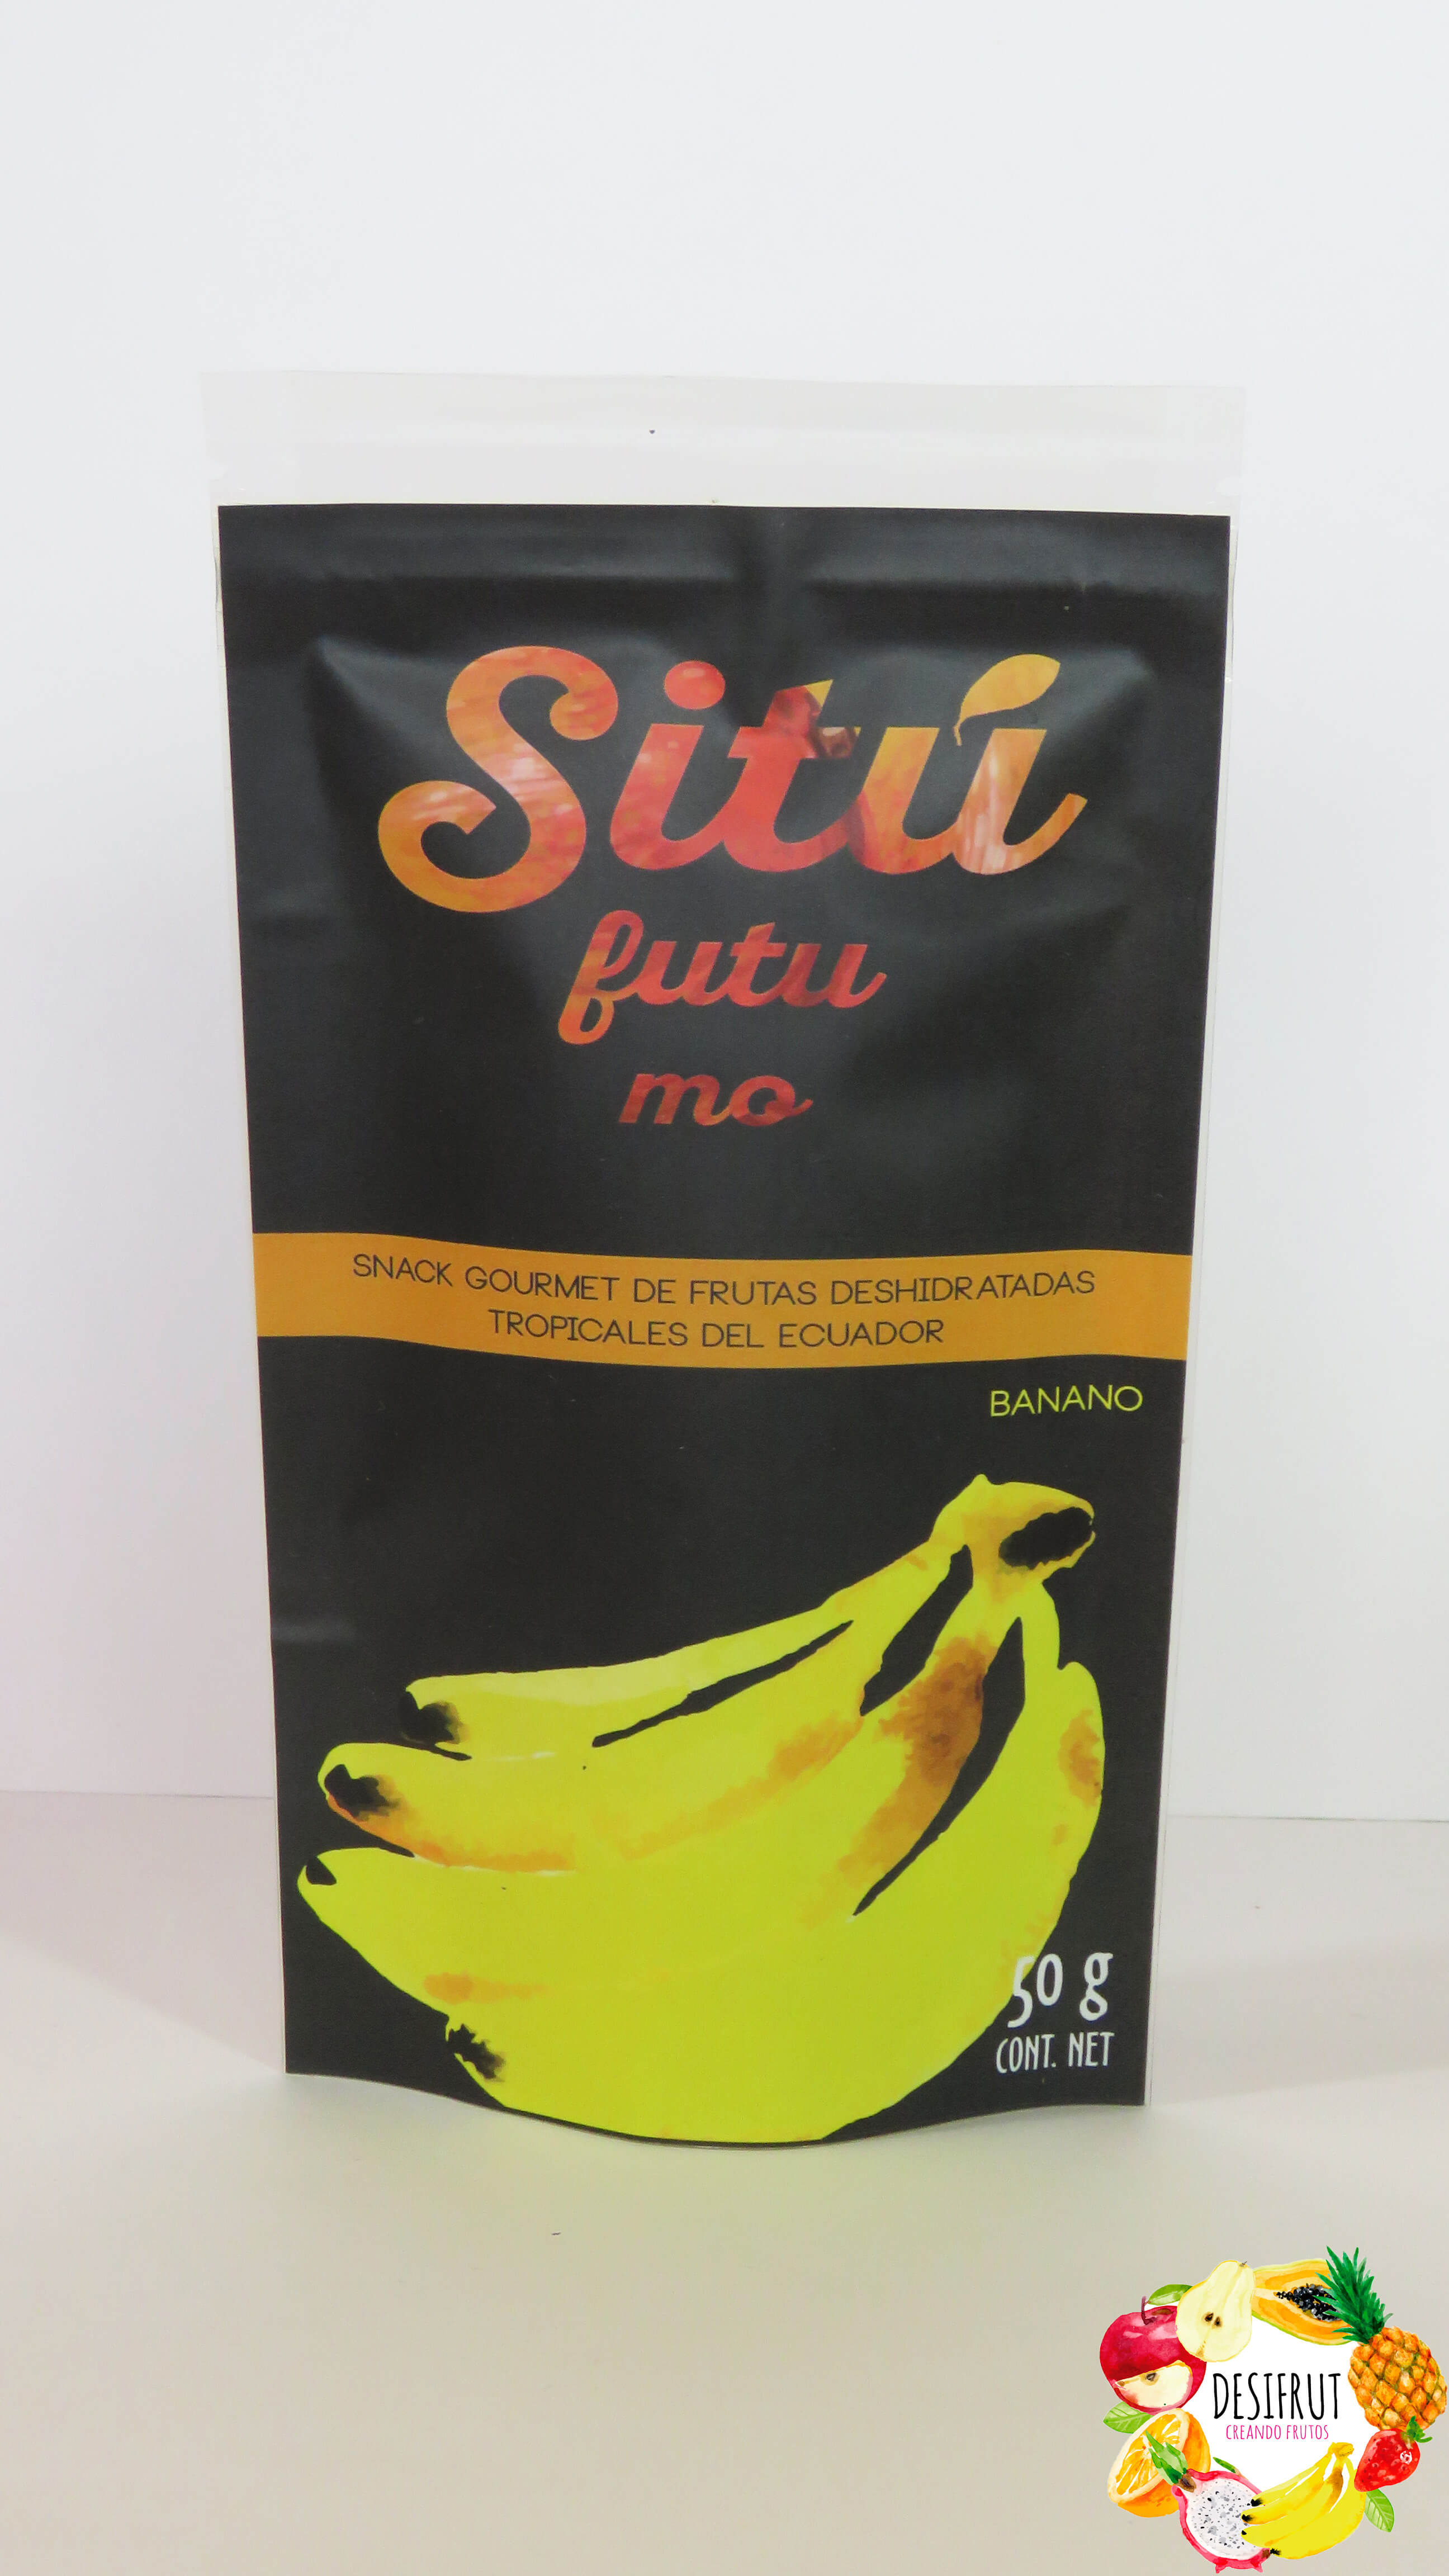 Sitú
futu
mo
SNACK GOURMET DE FRUTAS DESHIDRATADAS
TROPICALES DEL ECUADOR
BANANO
50 g
CONT. NET
DESIFRUT
CREANDO FRUTOS